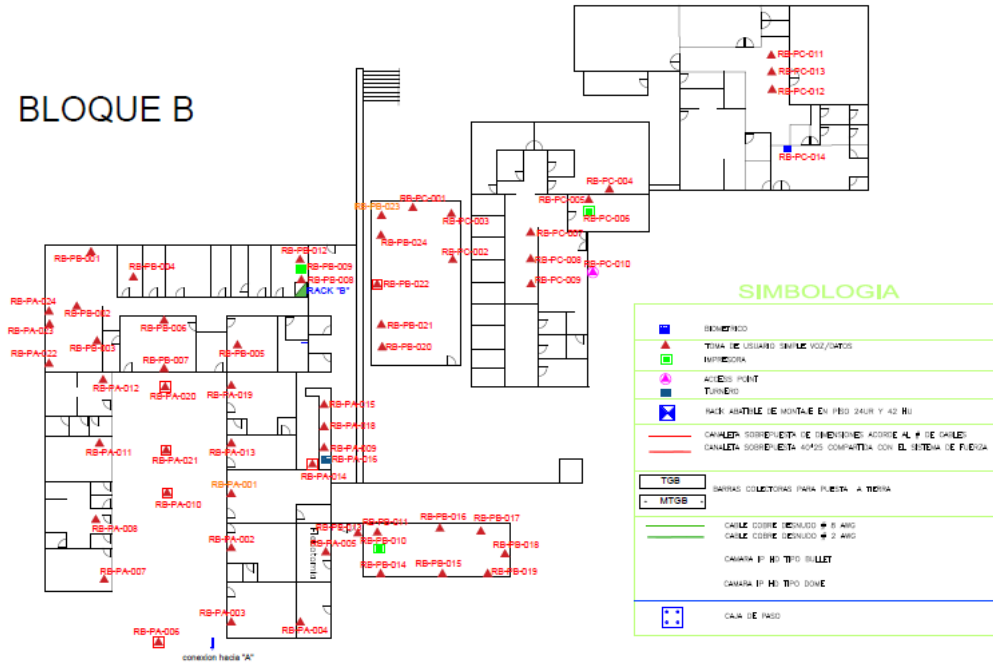 BLOQUE B
RB-PC-011
RB-PC-013
RB-PC-012
RB-PC-014
RB-PC-004
RB-PC-005
RB-PC-006
RB-PC-001
RB-PB-023
RB-PC-003
RB-PC-007
RB-PB-024
RB-PC-002
RB-PC-008
RB-PC-010
RB-PC-009
RB-PB-022
RB-PB-021
RB-PB-020
RB-PB-001
RB-PB-004
RB-PB-012
RB-PB-009
RB-PB-008
RACK "B"
RB-PA-024
RB-PB-002
RB-PA-023
RB-PB-006
RB-PB-003
RB-PA-022
RB-PB-007
RB-PB-005
RB-PA-012
RB-PA-020
RB-PA-019
RB-PA-015
RB-PA-018
RB-PA-011
RB-PA-021
RB-PA-013
RB-PA-009
RB-PA-016
RB-PA-014
RB-PA-001
RB-PA-010
RB-PB-011
RB-PB-016
RB-PB-017
RB-PB-010
RB-PA-002
RB-PA-005
RB-PB-018
RB-PA-007
RB-PB-014
RB-PB-015
RB-PB-019
RB-PA-003
RB-PA-004
RB-PA-006
conexion hacia "A"
SIMBOLOGIA
BIOMETRICO
TOMA DE USUARIO SIMPLE VOZ/DATOS
IMPRESORA
ACCESS POINT
TURNERO
RACK ABATIBLE DE MONTAJE EN PISO 24UR Y 42 HU
CANALETA SOBREPUESTA DE DIMENSIONES ACORDE AL # DE CABLES
CANALETA SOBREPUESTA 40*25 COMPARTIDA CON EL SISTEMA DE FUERZA
TGB
BARRAS COLECTORAS PARA PUESTA A TIERRA
- MTGB -
CABLE COBRE DESNUDO # 8 AWG
CABLE COBRE DESNUDO # 2 AWG
CAMARA IP HD TIPO BULLET
CAMARA IP HD TIPO DOME
CAJA DE PASO